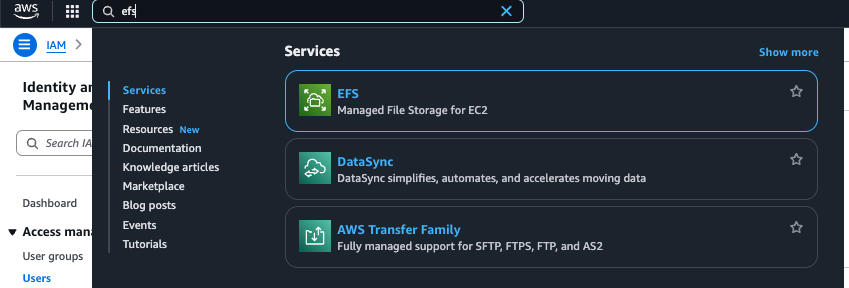 aws
efs
IAM
Services
Show more
Identity a
Manageme
Search IA
Dashboard
Access mana
User groups
Users
Services
Features
Resources New
Documentation
Knowledge articles
Marketplace
Blog posts
Events
Tutorials
EFS
Managed File Storage for EC2
DataSync
DataSync simplifies, automates, and accelerates moving data
AWS Transfer Family
Fully managed support for SFTP, FTPS, FTP, and AS2